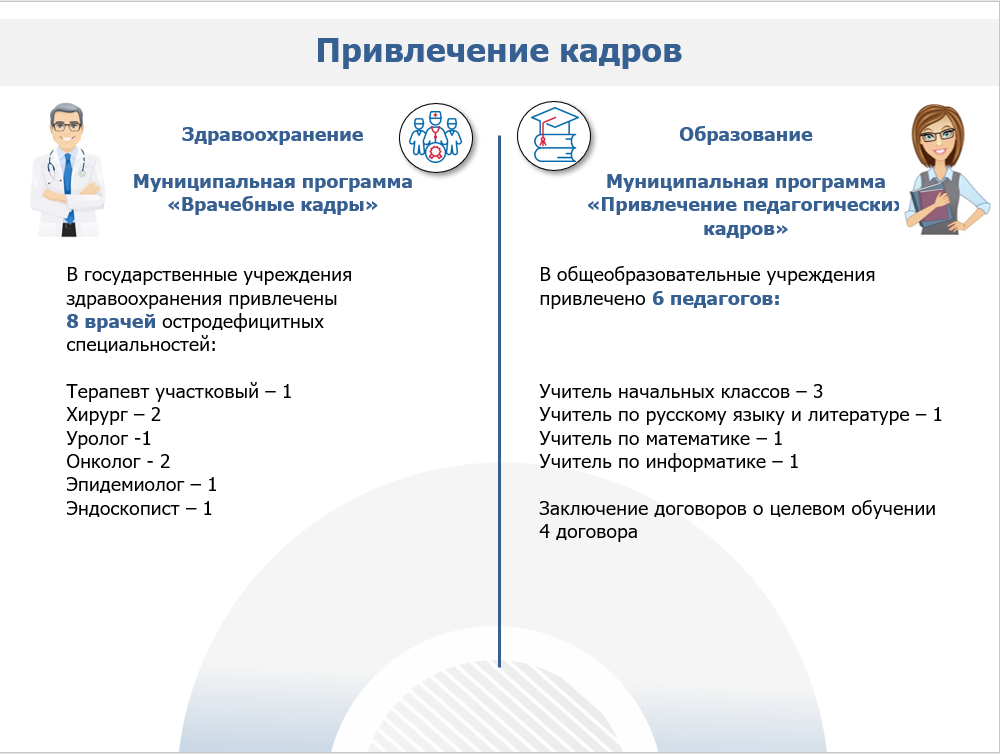 Привлечение кадров
Здравоохранение
Муниципальная программа
«Врачебные кадры»
В государственные учреждения
здравоохранения привлечены
8 врачей остродефицитных
специальностей:
Терапевт участковый – 1
Хирург – 2
Уролог -1
Онколог - 2
Эпидемиолог – 1
Эндоскопист – 1
Образование
Муниципальная программа
«Привлечение педагогических
кадров»
В общеобразовательные учреждения
привлечено 6 педагогов:
Учитель начальных классов – 3
Учитель по русскому языку и литературе – 1
Учитель по математике – 1
Учитель по информатике – 1
Заключение договоров о целевом обучении
4 договора